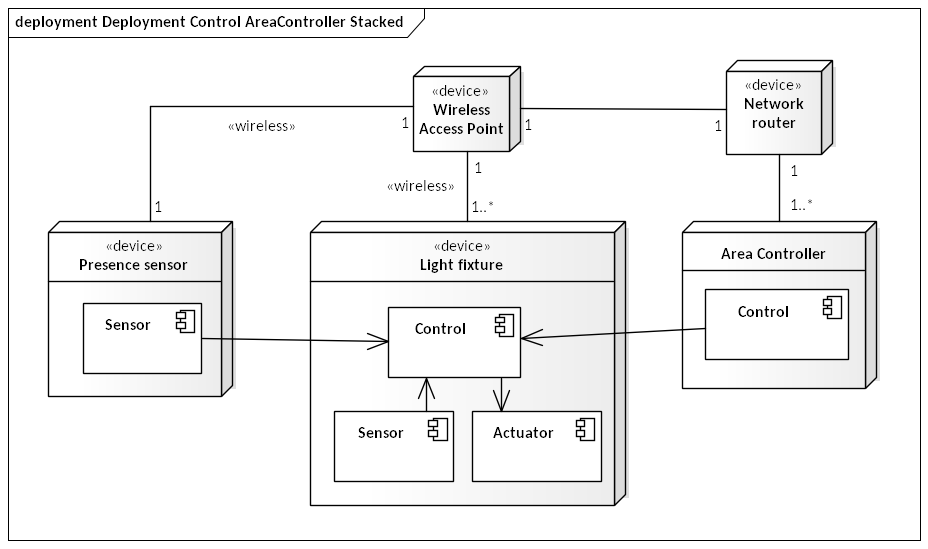 deployment Deployment Control AreaController Stacked
«device»
Wireless
Access Point
«device»
Network
router
«wireless»
1
1
1
1
1
«wireless»
1..*
1..*
1
«device»
Presence sensor
«device»
Light fixture
Area Controller
Sensor
Control
Control
Sensor
Actuator